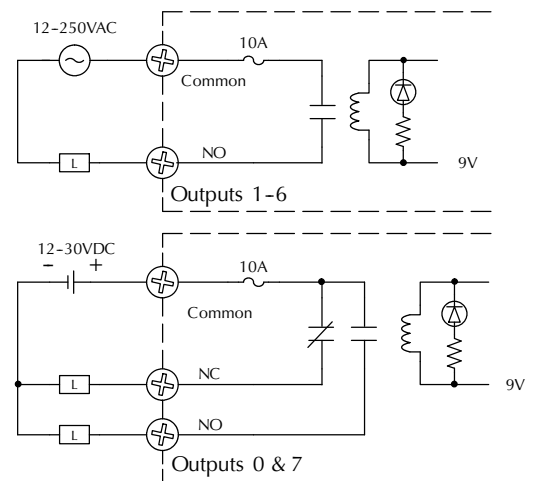 12-250VAC
10A
Common
L
NO
9V
Outputs 1-6
12-30VDC
- +
10A
Common
L
NC
9V
L
NO
Outputs 0 & 7